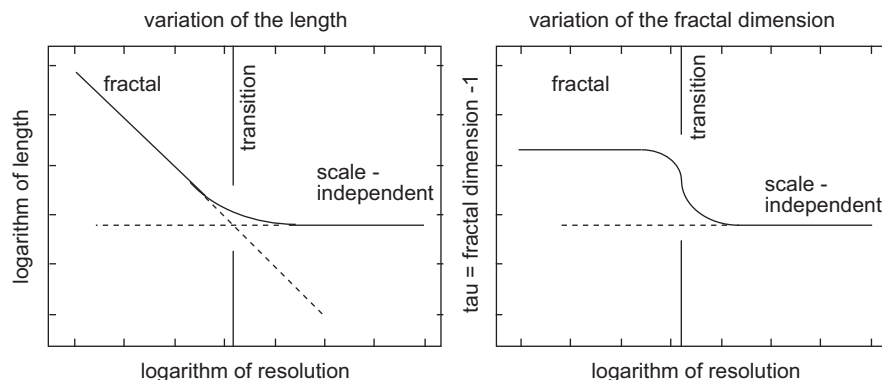 variation of the length
fractal
transition
scale -
independent
logarithm of length
logarithm of resolution
variation of the fractal dimension
fractal
transition
scale -
independent
tau = fractal dimension -1
logarithm of resolution